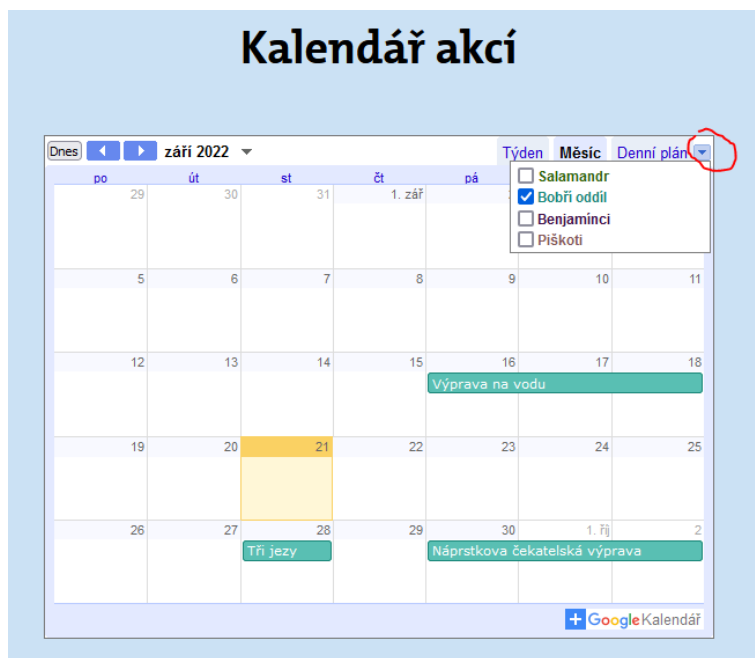 Kalendář akcí
Dnes září 2022 Týden Měsíc Denní plán
po út st čt pá
Salamandr
Bobří oddíl
Benjamínci
Piškoti
29 30 31 1. zář
5 6 7 8 9 10 11
12 13 14 15 16 17 18
Výprava na vodu
19 20 21 22 23 24 25
26 27 28 29 30 1. říj 2
Tři jezy Náprstkova čekatelská výprava
+ Google Kalendář